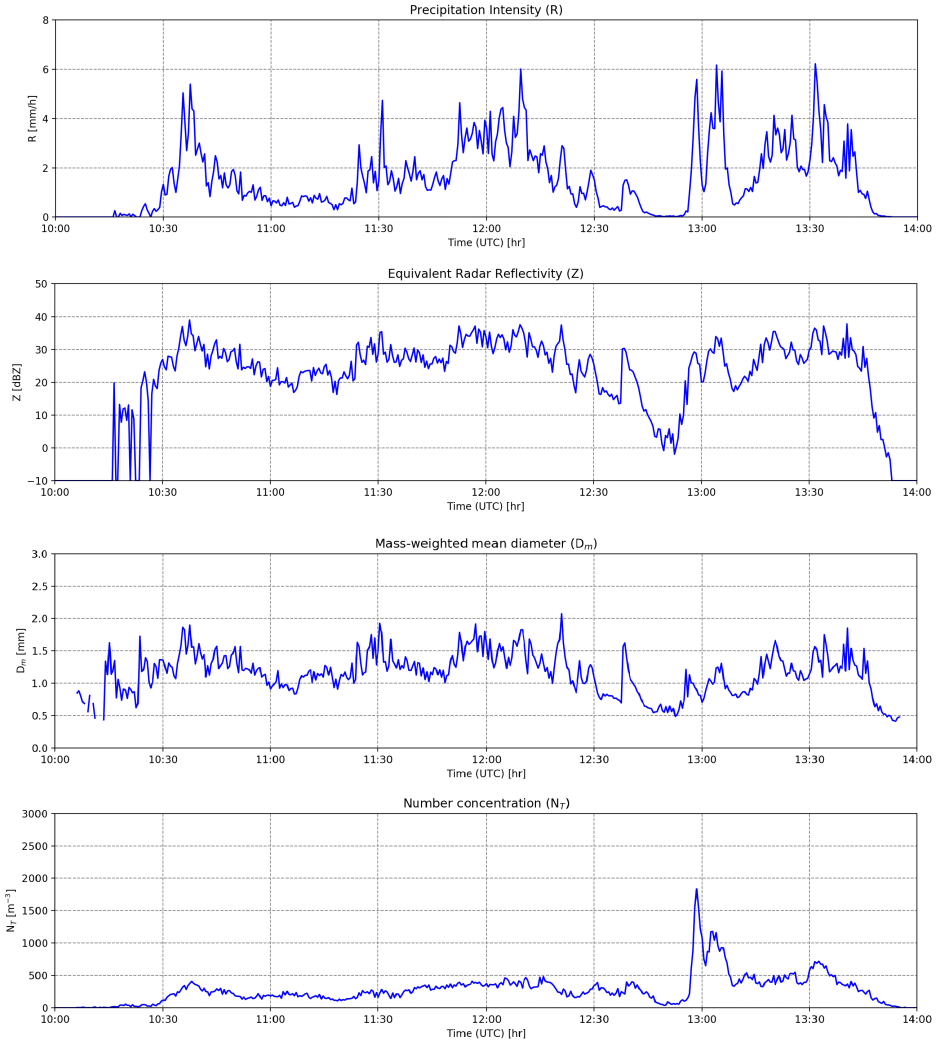 Precipitation Intensity (R)
8
6
4
2
0
R [mm/h]
10:00 10:30 11:00 11:30 12:00 12:30 13:00 13:30 14:00
Time (UTC) [hr]
Equivalent Radar Reflectivity (Z)
50
40
30
20
10
0
−10
Z [dBZ]
10:00 10:30 11:00 11:30 12:00 12:30 13:00 13:30 14:00
Time (UTC) [hr]
Mass-weighted mean diameter (Dₘ)
3.0
2.5
2.0
1.5
1.0
0.5
0.0
Dₘ [mm]
10:00 10:30 11:00 11:30 12:00 12:30 13:00 13:30 14:00
Time (UTC) [hr]
Number concentration (N_T)
3000
2500
2000
1500
1000
500
0
N_T [m⁻³]
10:00 10:30 11:00 11:30 12:00 12:30 13:00 13:30 14:00
Time (UTC) [hr]